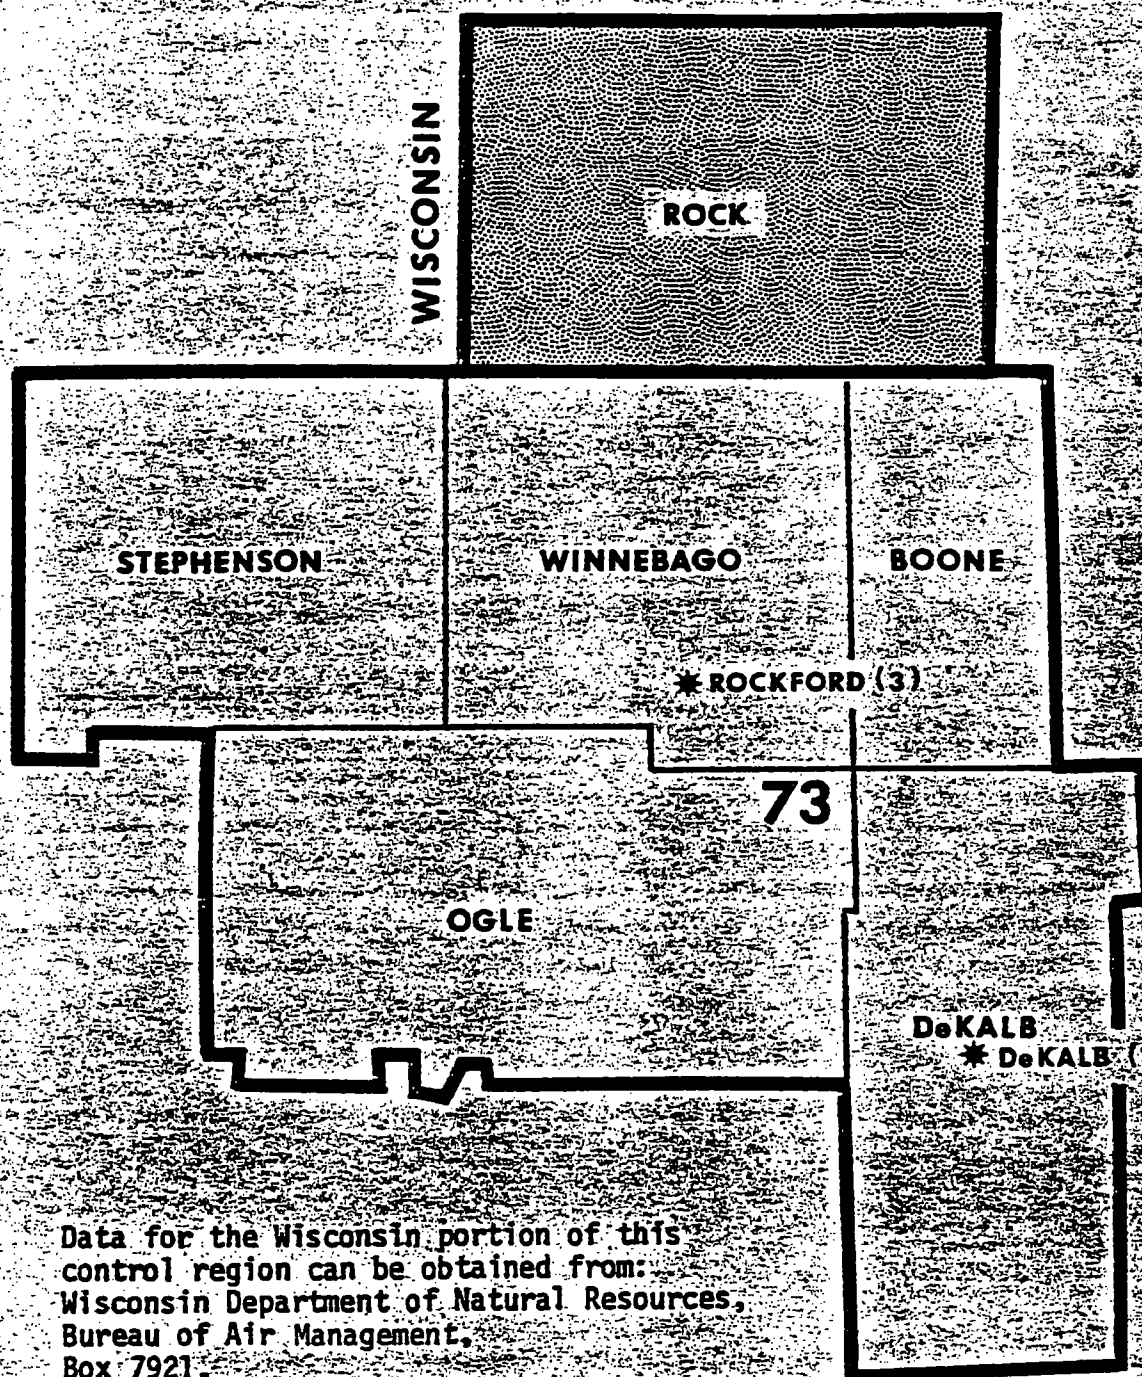 WISCONSIN
ROCK
STEPHENSON
WINNEBAGO
BOONE
ROCKFORD (3)
73
OGLE
DeKALB
DeKALB (
Data for the Wisconsin portion of this
control region can be obtained from:
Wisconsin Department of Natural Resources,
Bureau of Air Management,
Box 7921,